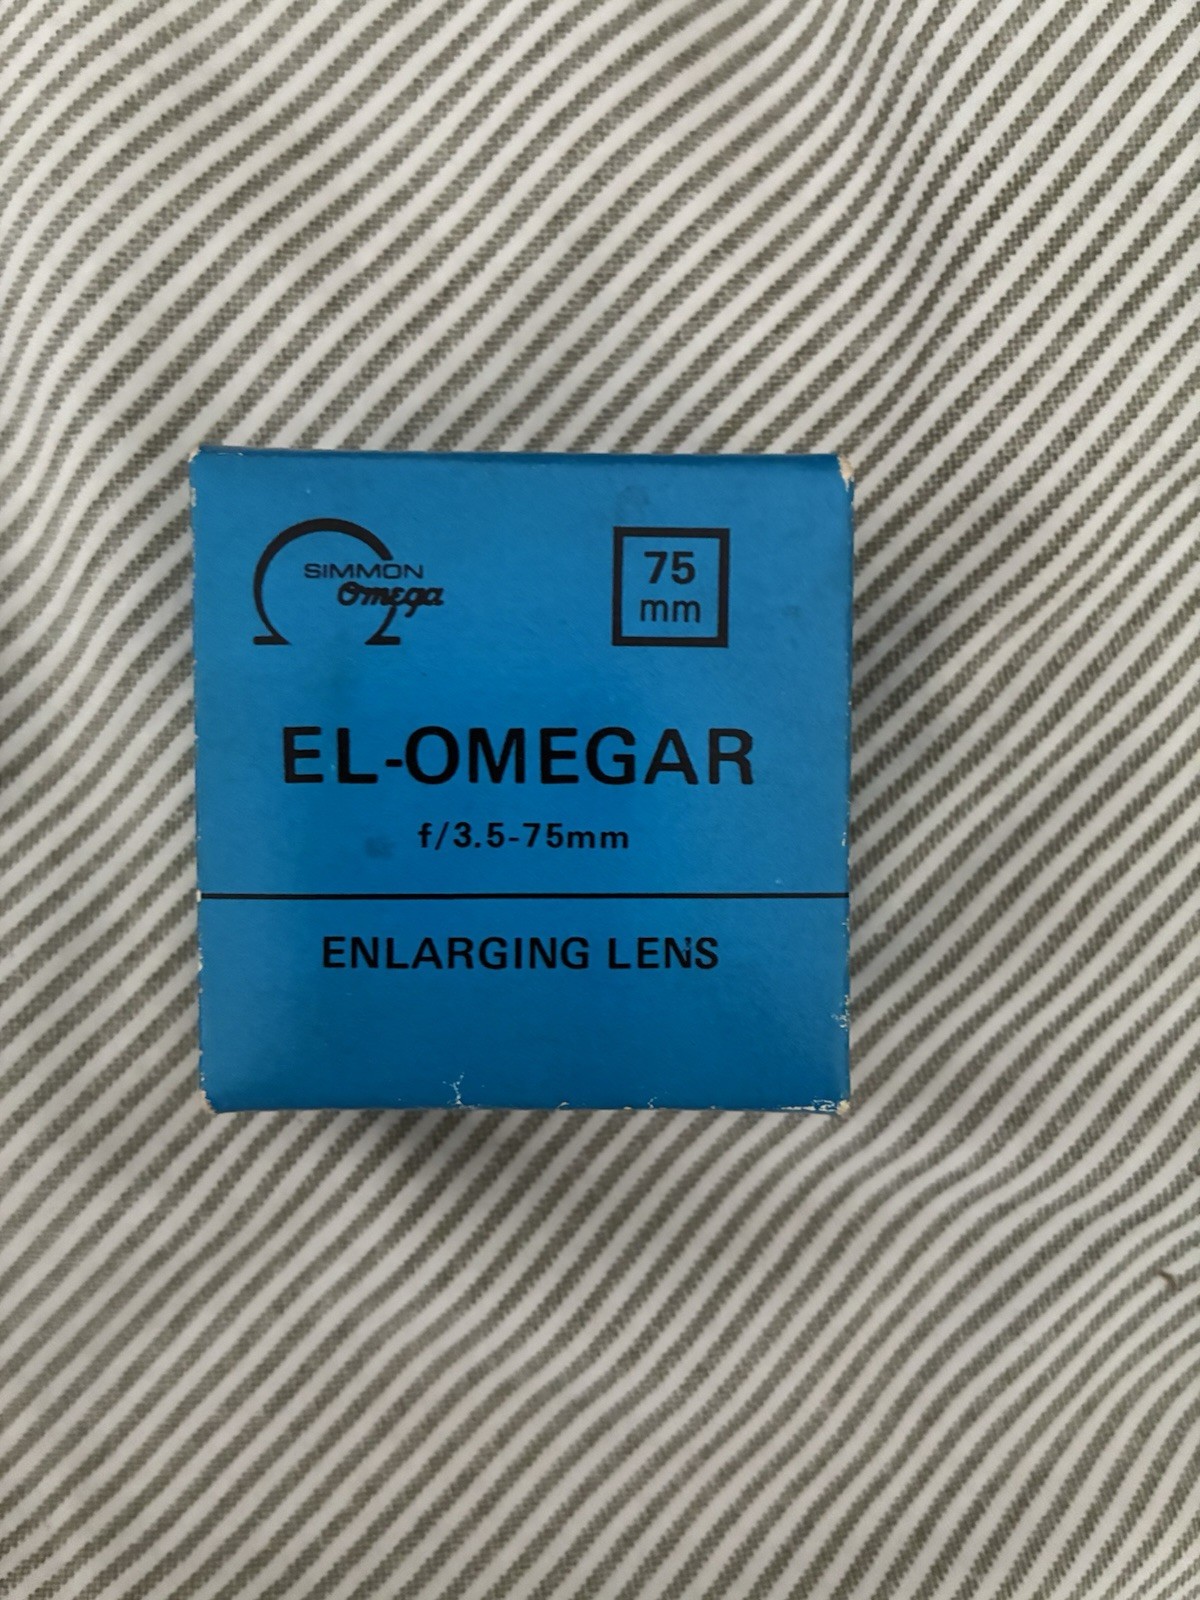 SIMMON
Omega
75
mm
EL-OMEGAR
f/3.5-75mm
ENLARGING LENS